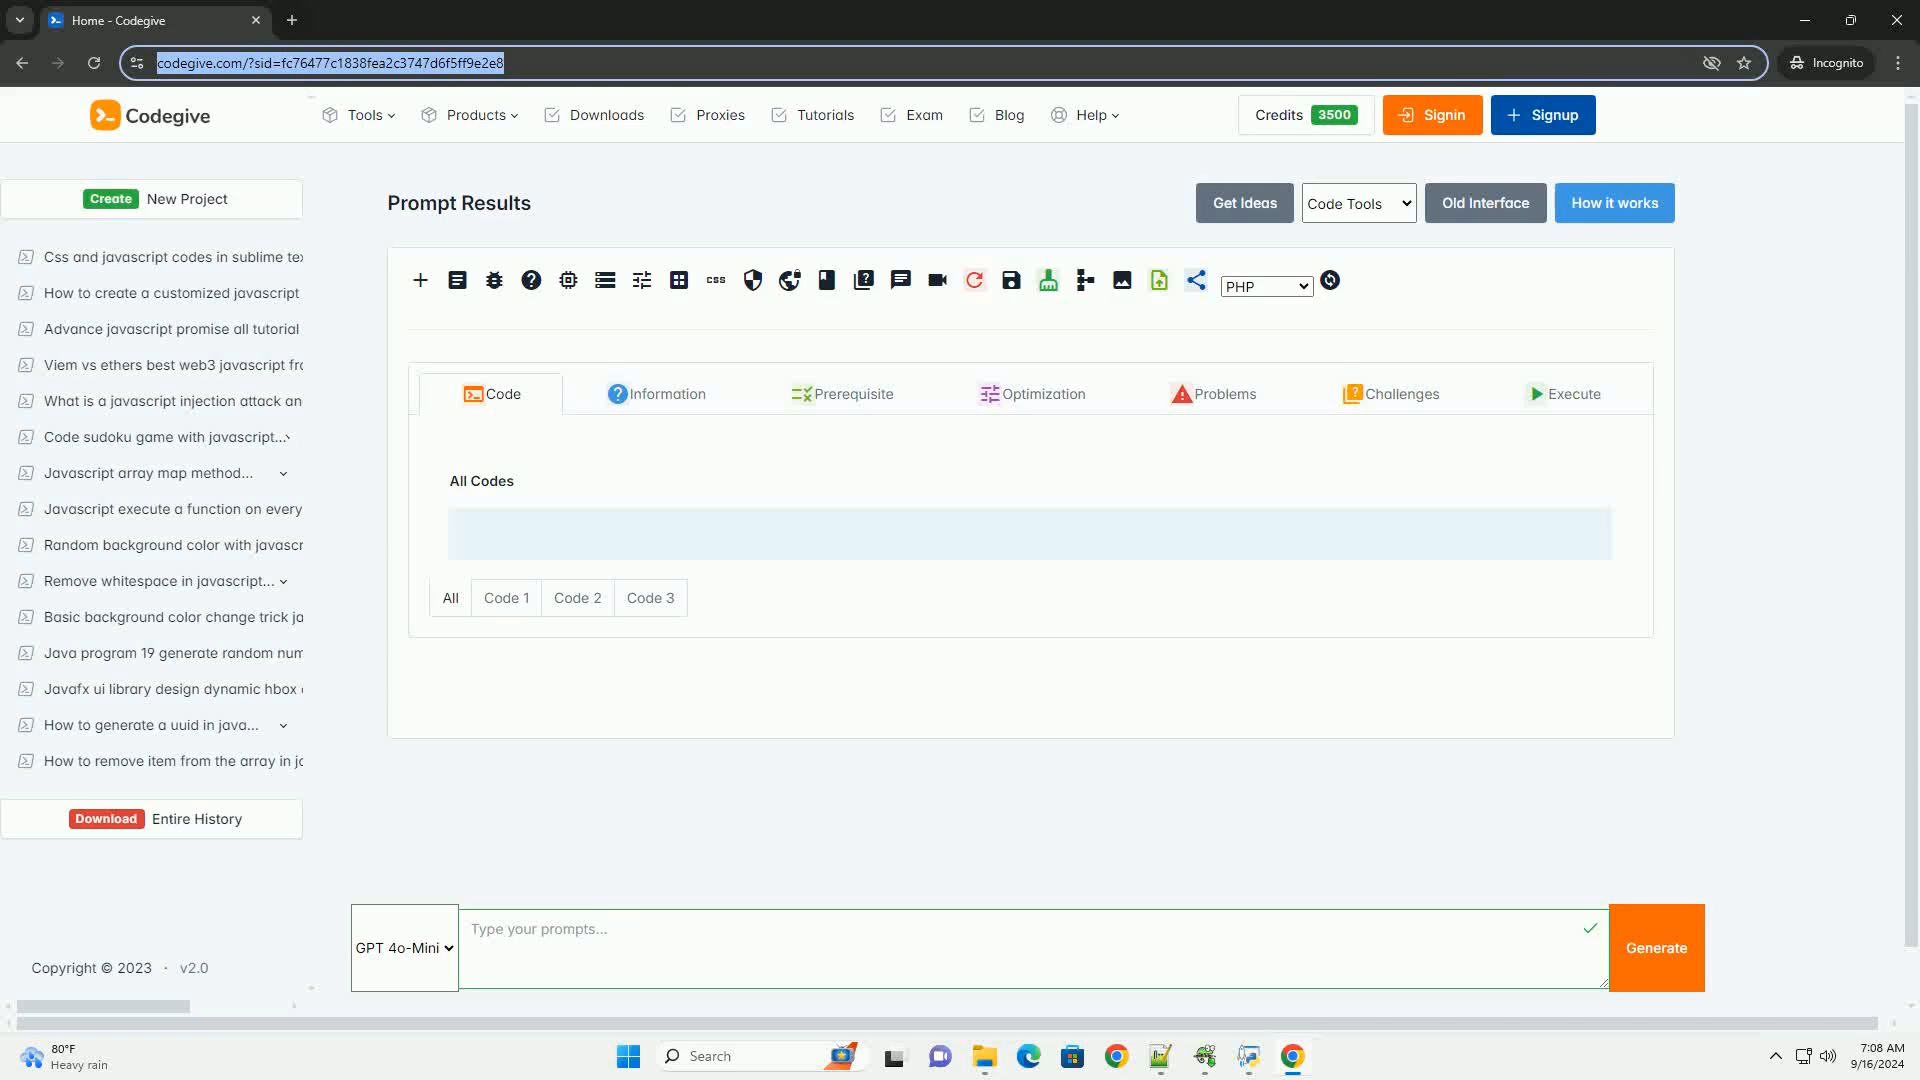 Home - Codegive
codegive.com/?sid=fc76477c1838fea2c3747d6f5ff9e2e8
Incognito
Codegive
Tools
Products
Downloads
Proxies
Tutorials
Exam
Blog
Help
Credits 3500
Signin
Signup
Create New Project
Css and javascript codes in sublime tex
How to create a customized javascript
Advance javascript promise all tutorial
Viem vs ethers best web3 javascript fra
What is a javascript injection attack an
Code sudoku game with javascript...
Javascript array map method...
Javascript execute a function on every
Random background color with javascr
Remove whitespace in javascript...
Basic background color change trick ja
Java program 19 generate random num
Javafx ui library design dynamic hbox
How to generate a uuid in java...
How to remove item from the array in ja
Download Entire History
Copyright © 2023 · v2.0
Prompt Results
Get Ideas
Code Tools
Old Interface
How it works
css
PHP
Code
Information
Prerequisite
Optimization
Problems
Challenges
Execute
All Codes
All
Code 1
Code 2
Code 3
GPT 4o-Mini
Type your prompts...
Generate
80°F
Heavy rain
Search
7:08 AM
9/16/2024